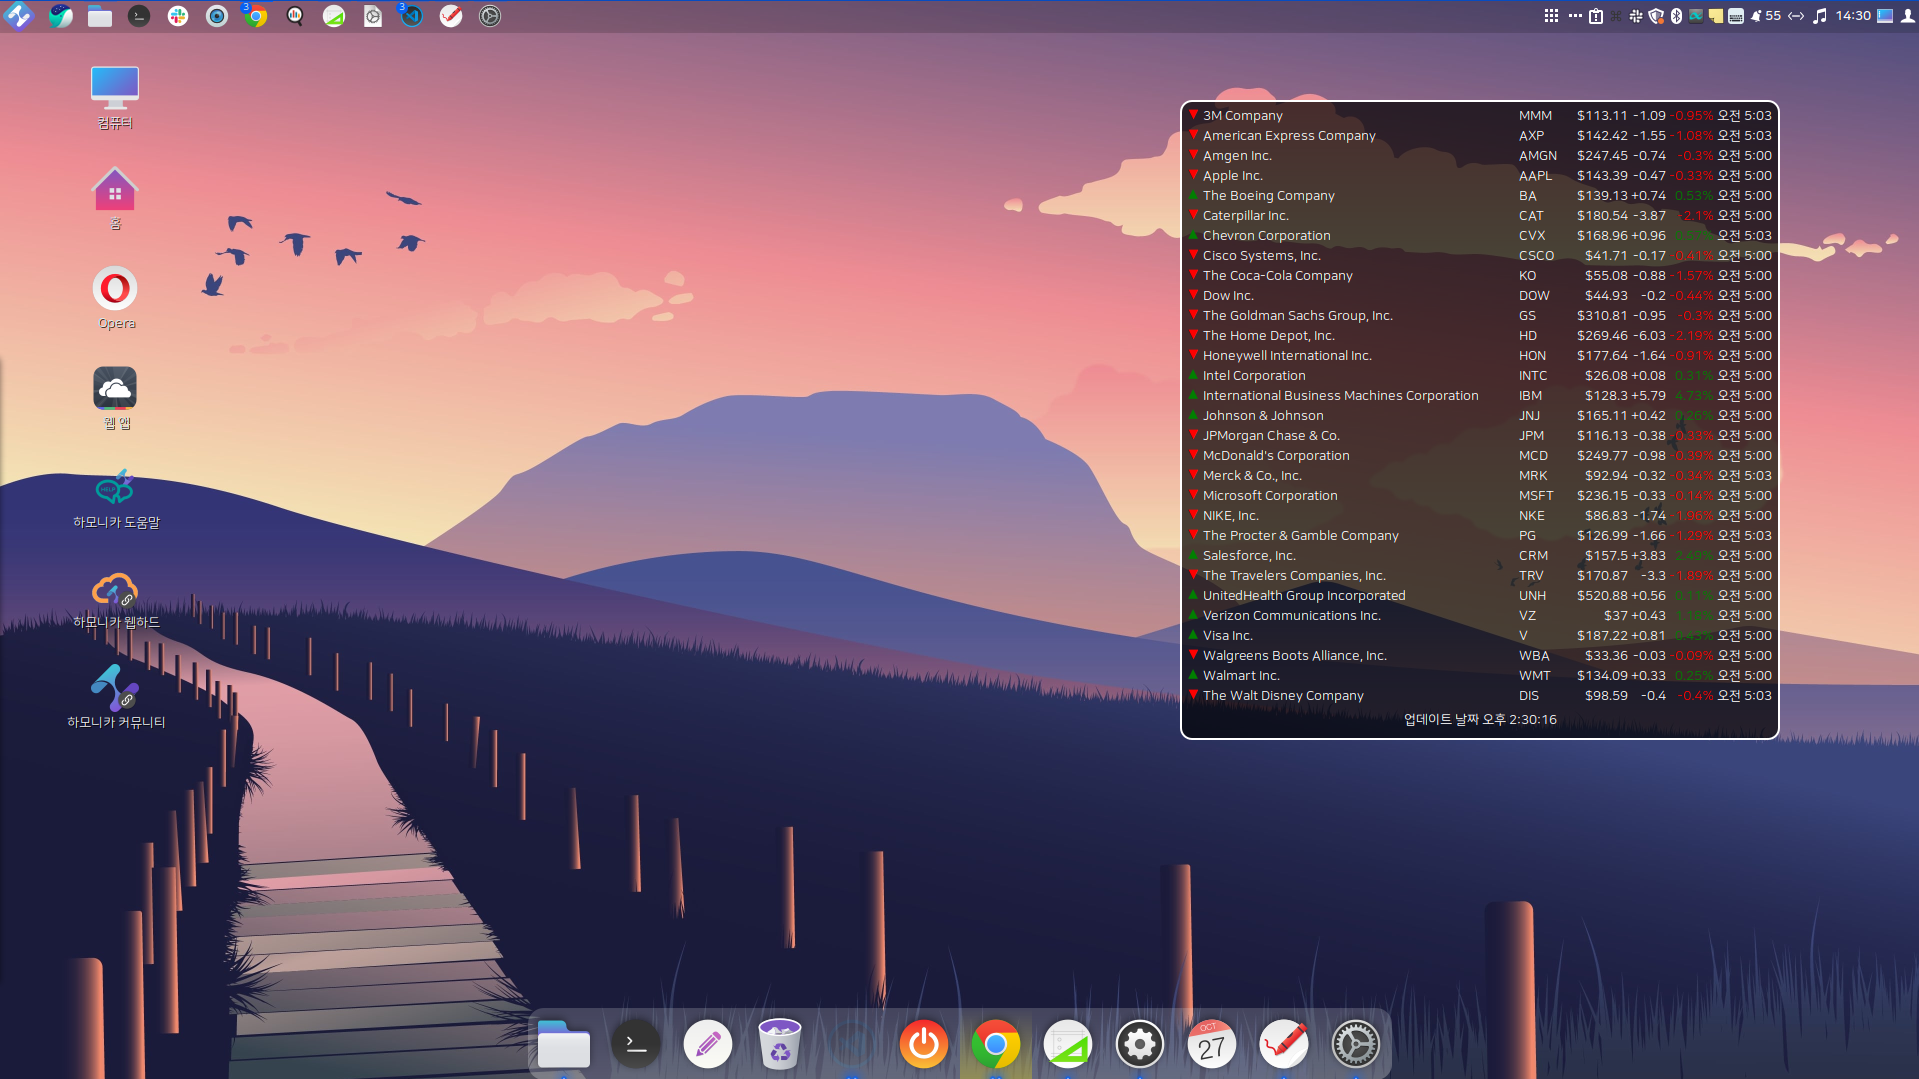 3
3
55
14:30
컴퓨터
홈
Opera
웹 앱
하모니카 도움말
하모니카 웹하드
하모니카 커뮤니티
3M Company MMM $113.11 -1.09 -0.95% 오전 5:03
American Express Company AXP $142.42 -1.55 -1.08% 오전 5:03
Amgen Inc. AMGN $247.45 -0.74 -0.3% 오전 5:00
Apple Inc. AAPL $143.39 -0.47 -0.33% 오전 5:00
The Boeing Company BA $139.13 +0.74 0.53% 오전 5:00
Caterpillar Inc. CAT $180.54 -3.87 -2.1% 오전 5:00
Chevron Corporation CVX $168.96 +0.96 0.57% 오전 5:03
Cisco Systems, Inc. CSCO $41.71 -0.17 -0.41% 오전 5:00
The Coca-Cola Company KO $55.08 -0.88 -1.57% 오전 5:00
Dow Inc. DOW $44.93 -0.2 -0.44% 오전 5:00
The Goldman Sachs Group, Inc. GS $310.81 -0.95 -0.3% 오전 5:00
The Home Depot, Inc. HD $269.46 -6.03 -2.19% 오전 5:00
Honeywell International Inc. HON $177.64 -1.64 -0.91% 오전 5:00
Intel Corporation INTC $26.08 +0.08 0.31% 오전 5:00
International Business Machines Corporation IBM $128.3 +5.79 4.73% 오전 5:00
Johnson & Johnson JNJ $165.11 +0.42 0.26% 오전 5:00
JPMorgan Chase & Co. JPM $116.13 -0.38 -0.33% 오전 5:00
McDonald's Corporation MCD $249.77 -0.98 -0.39% 오전 5:00
Merck & Co., Inc. MRK $92.94 -0.32 -0.34% 오전 5:03
Microsoft Corporation MSFT $236.15 -0.33 -0.14% 오전 5:00
NIKE, Inc. NKE $86.83 -1.74 -1.96% 오전 5:00
The Procter & Gamble Company PG $126.99 -1.66 -1.29% 오전 5:03
Salesforce, Inc. CRM $157.5 +3.83 2.49% 오전 5:00
The Travelers Companies, Inc. TRV $170.87 -3.3 -1.89% 오전 5:00
UnitedHealth Group Incorporated UNH $520.88 +0.56 0.11% 오전 5:00
Verizon Communications Inc. VZ $37 +0.43 1.18% 오전 5:00
Visa Inc. V $187.22 +0.81 0.43% 오전 5:00
Walgreens Boots Alliance, Inc. WBA $33.36 -0.03 -0.09% 오전 5:00
Walmart Inc. WMT $134.09 +0.33 0.25% 오전 5:00
The Walt Disney Company DIS $98.59 -0.4 -0.4% 오전 5:03
업데이트 날짜 오후 2:30:16
OCT
27